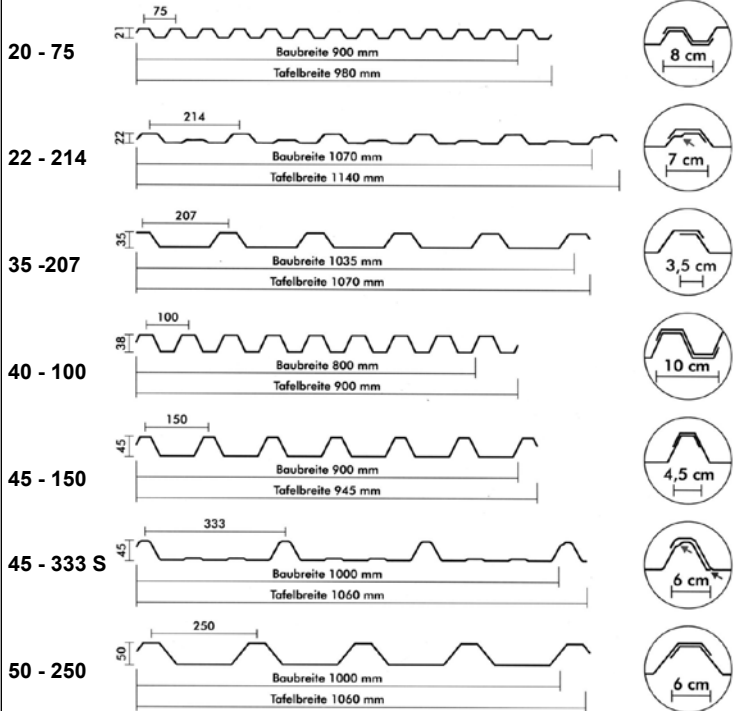 75
21
20 - 75
Baubreite 900 mm
Tafelbreite 980 mm
8 cm
214
22
22 - 214
Baubreite 1070 mm
Tafelbreite 1140 mm
7 cm
207
35
35 -207
Baubreite 1035 mm
Tafelbreite 1070 mm
3,5 cm
100
38
40 - 100
Baubreite 800 mm
Tafelbreite 900 mm
10 cm
150
45
45 - 150
Baubreite 900 mm
Tafelbreite 945 mm
4,5 cm
333
45
45 - 333 S
Baubreite 1000 mm
Tafelbreite 1060 mm
6 cm
250
50
50 - 250
Baubreite 1000 mm
Tafelbreite 1060 mm
6 cm